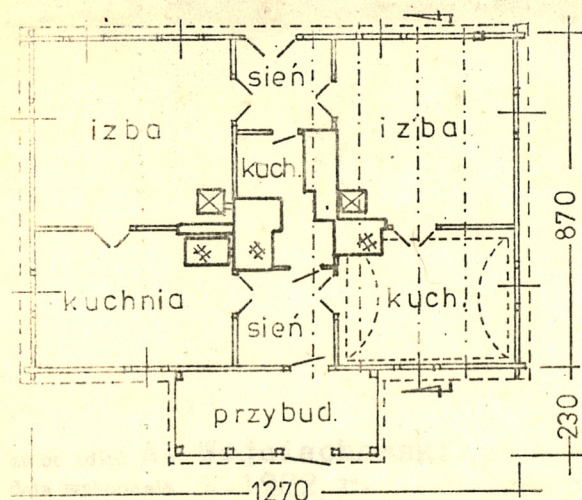 sień
izba
izba
kuch.
870
kuchnia
kuch.
sień
przybud.
230
1270